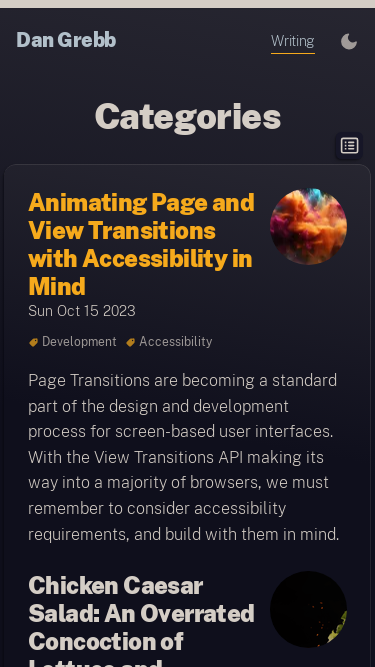 Dan Grebb
Writing
Categories
Animating Page and
View Transitions
with Accessibility in
Mind
Sun Oct 15 2023
Development Accessibility
Page Transitions are becoming a standard
part of the design and development
process for screen-based user interfaces.
With the View Transitions API making its
way into a majority of browsers, we must
remember to consider accessibility
requirements, and build with them in mind.
Chicken Caesar
Salad: An Overrated
Concoction of
Lettuce and